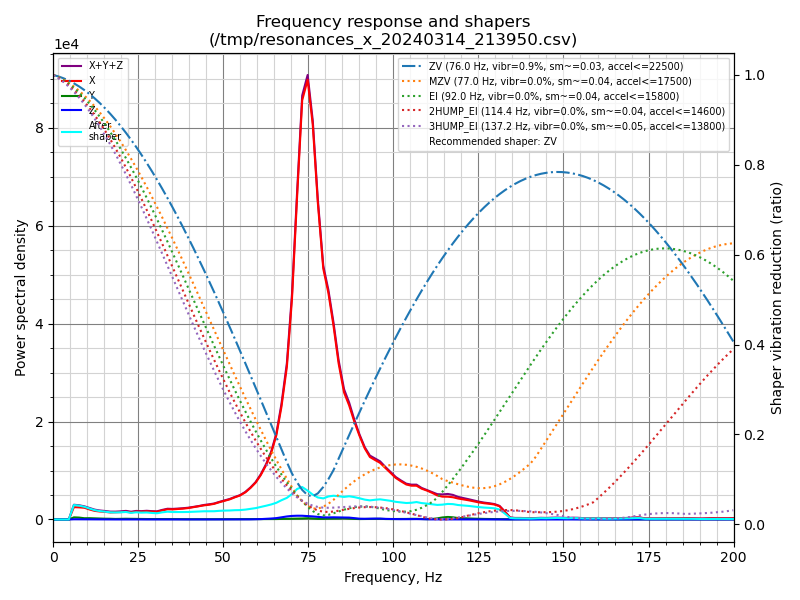 Frequency response and shapers
(/tmp/resonances_x_20240314_213950.csv)
1e4
X+Y+Z
X
Y
Z
After
shaper
ZV (76.0 Hz, vibr=0.9%, sm~=0.03, accel<=22500)
MZV (77.0 Hz, vibr=0.0%, sm~=0.04, accel<=17500)
EI (92.0 Hz, vibr=0.0%, sm~=0.04, accel<=15800)
2HUMP_EI (114.4 Hz, vibr=0.0%, sm~=0.04, accel<=14600)
3HUMP_EI (137.2 Hz, vibr=0.0%, sm~=0.05, accel<=13800)
Recommended shaper: ZV
Power spectral density
8
6
4
2
0
1.0
0.8
0.6
0.4
0.2
0.0
Shaper vibration reduction (ratio)
0 25 50 75 100 125 150 175 200
Frequency, Hz